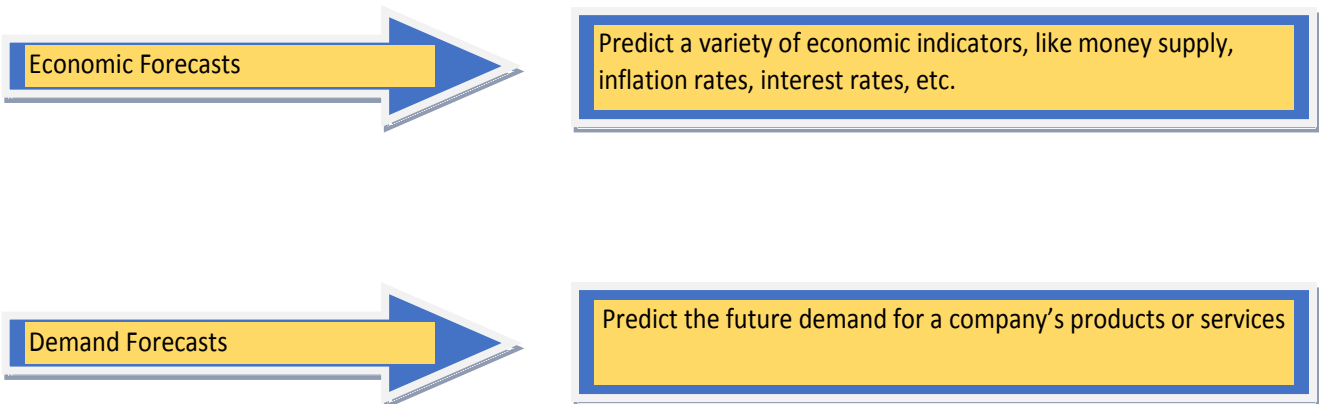 Economic Forecasts
Predict a variety of economic indicators, like money supply,
inflation rates, interest rates, etc.
Demand Forecasts
Predict the future demand for a company’s products or services